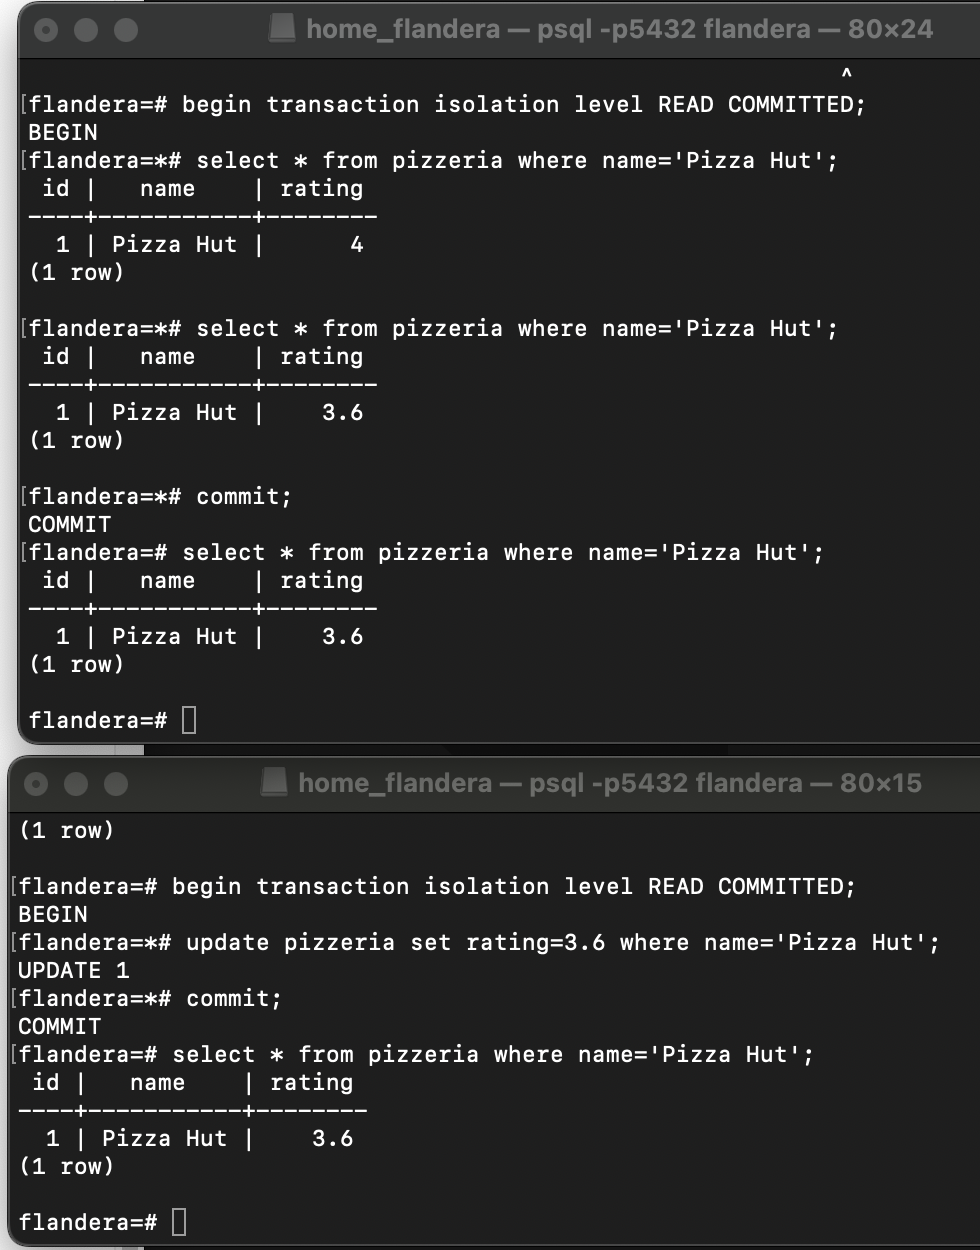 home_flandera — psql -p5432 flandera — 80×24
^
flandera=# begin transaction isolation level READ COMMITTED;
BEGIN
flandera=*# select * from pizzeria where name='Pizza Hut';
 id |   name    | rating
----+-----------+--------
  1 | Pizza Hut |      4
(1 row)
flandera=*# select * from pizzeria where name='Pizza Hut';
 id |   name    | rating
----+-----------+--------
  1 | Pizza Hut |    3.6
(1 row)
flandera=*# commit;
COMMIT
flandera=# select * from pizzeria where name='Pizza Hut';
 id |   name    | rating
----+-----------+--------
  1 | Pizza Hut |    3.6
(1 row)
flandera=#
home_flandera — psql -p5432 flandera — 80×15
(1 row)
flandera=# begin transaction isolation level READ COMMITTED;
BEGIN
flandera=*# update pizzeria set rating=3.6 where name='Pizza Hut';
UPDATE 1
flandera=*# commit;
COMMIT
flandera=# select * from pizzeria where name='Pizza Hut';
 id |   name    | rating
----+-----------+--------
  1 | Pizza Hut |    3.6
(1 row)
flandera=#